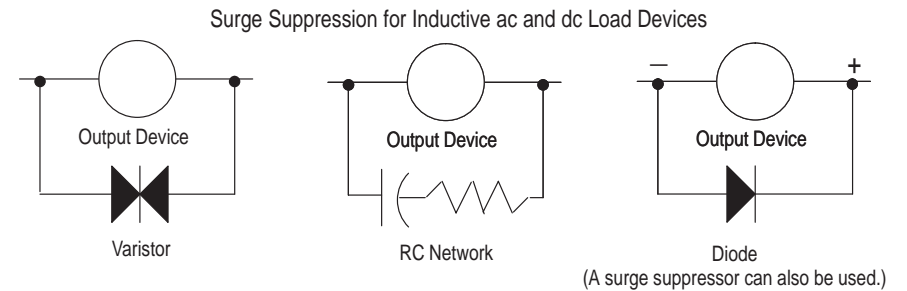 Surge Suppression for Inductive ac and dc Load Devices
— +
Output Device Output Device Output Device
Varistor RC Network Diode
(A surge suppressor can also be used.)